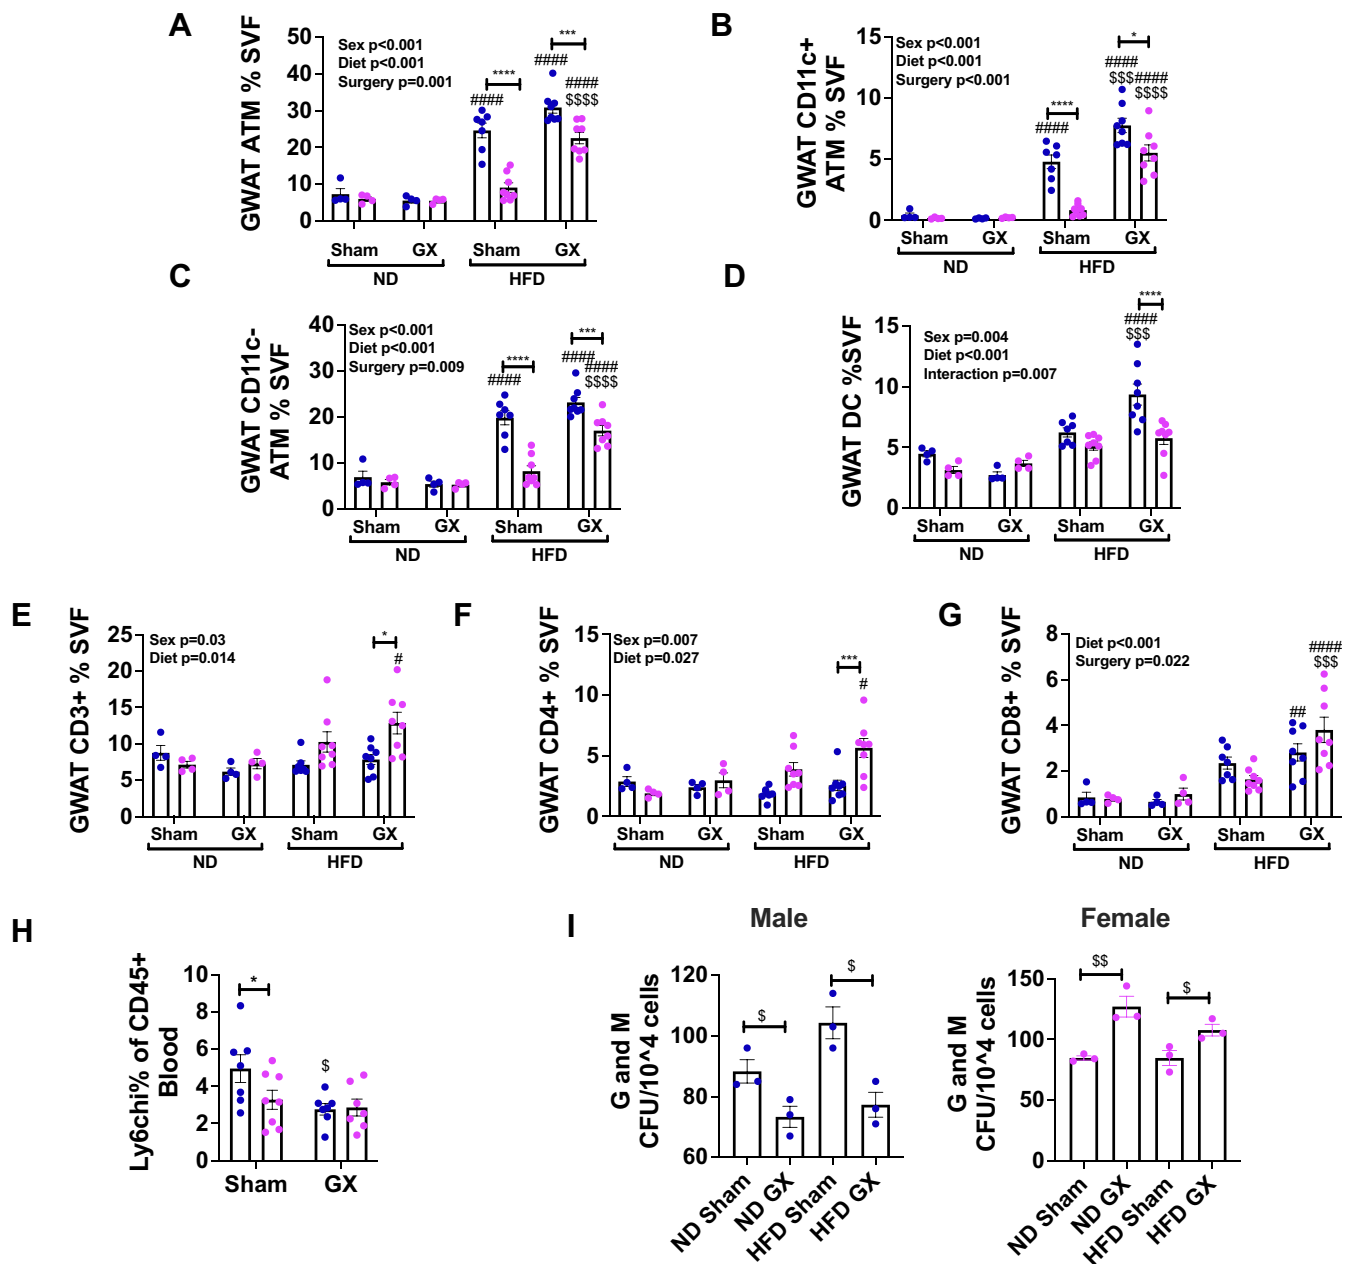 A
GWAT ATM % SVF
50
40
30
20
10
0
Sex p<0.001
Diet p<0.001
Surgery p=0.001
####
****
####
***
####
$$$$
Sham
GX
Sham
GX
ND
HFD
B
GWAT CD11c+
ATM % SVF
15
10
5
0
Sex p<0.001
Diet p<0.001
Surgery p<0.001
####
****
*
####
$$$
####
$$$$
Sham
GX
Sham
GX
ND
HFD
C
GWAT CD11c-
ATM % SVF
40
30
20
10
0
Sex p<0.001
Diet p<0.001
Surgery p=0.009
####
****
***
####
####
$$$$
Sham
GX
Sham
GX
ND
HFD
D
GWAT DC %SVF
15
10
5
0
Sex p=0.004
Diet p<0.001
Interaction p=0.007
****
####
$$$
Sham
GX
Sham
GX
ND
HFD
E
GWAT CD3+ % SVF
25
20
15
10
5
0
Sex p=0.03
Diet p=0.014
*
#
Sham
GX
Sham
GX
ND
HFD
F
GWAT CD4+ % SVF
15
10
5
0
Sex p=0.007
Diet p=0.027
***
#
Sham
GX
Sham
GX
ND
HFD
G
GWAT CD8+ % SVF
8
6
4
2
0
Diet p<0.001
Surgery p=0.022
##
####
$$$
Sham
GX
Sham
GX
ND
HFD
H
Ly6chi% of CD45+
Blood
10
8
6
4
2
0
*
$
Sham
GX
I
Male
G and M
CFU/10^4 cells
120
100
80
60
$
$
ND Sham
ND GX
HFD Sham
HFD GX
Female
G and M
CFU/10^4 cells
150
100
50
0
$$
$
ND Sham
ND GX
HFD Sham
HFD GX